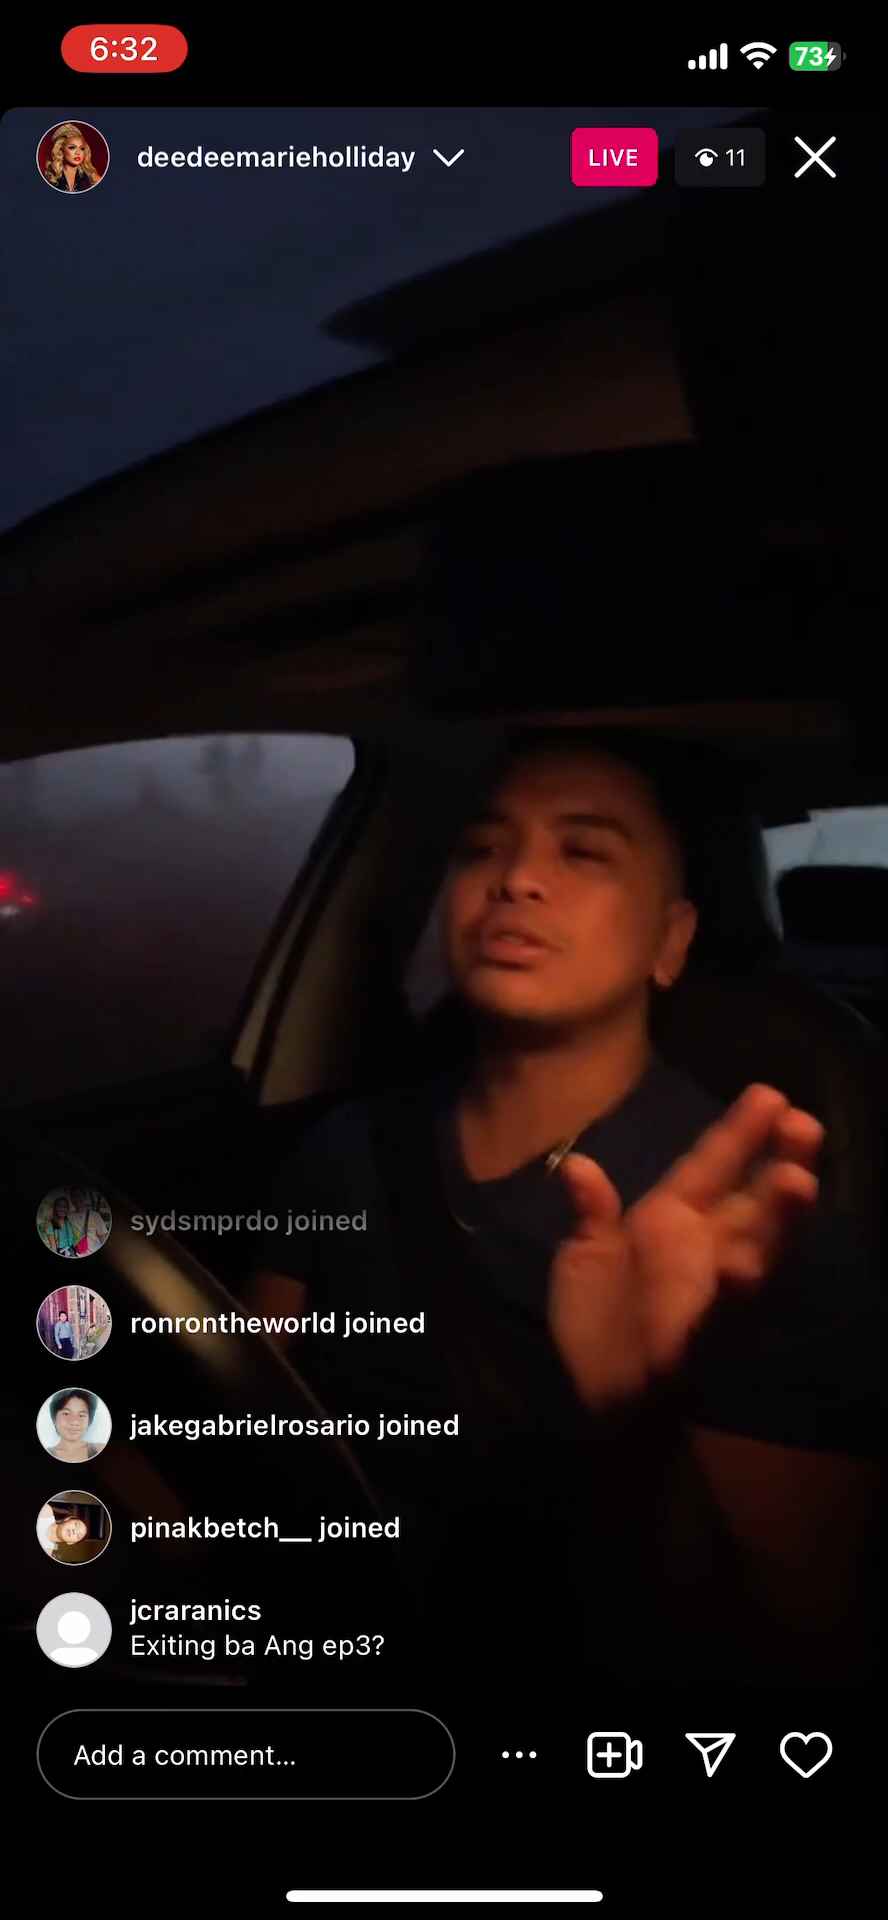 6:32
73
deedeemarieholliday
LIVE
11
sydsmprdo joined
ronrontheworld joined
jakegabrielrosario joined
pinakbetch__ joined
jcraranics
Exiting ba Ang ep3?
Add a comment...